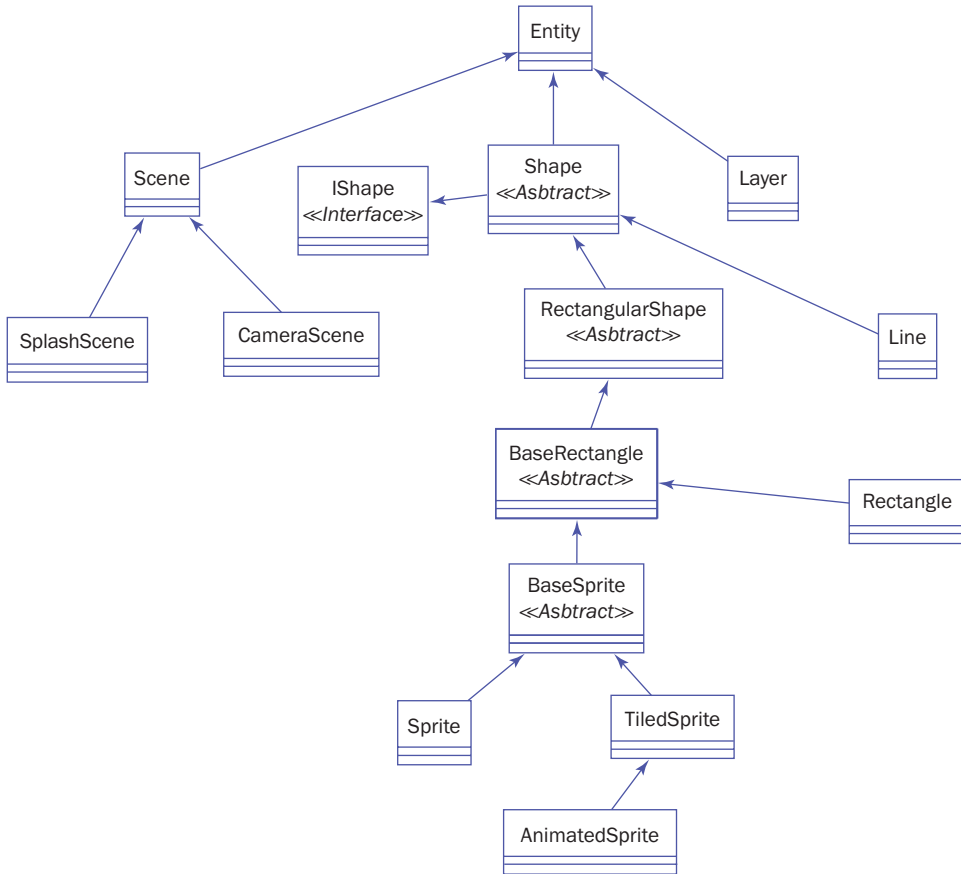 Entity
Scene
IShape
≪Interface≫
Shape
≪Asbtract≫
Layer
SplashScene
CameraScene
RectangularShape
≪Asbtract≫
Line
BaseRectangle
≪Asbtract≫
Rectangle
BaseSprite
≪Asbtract≫
Sprite
TiledSprite
AnimatedSprite